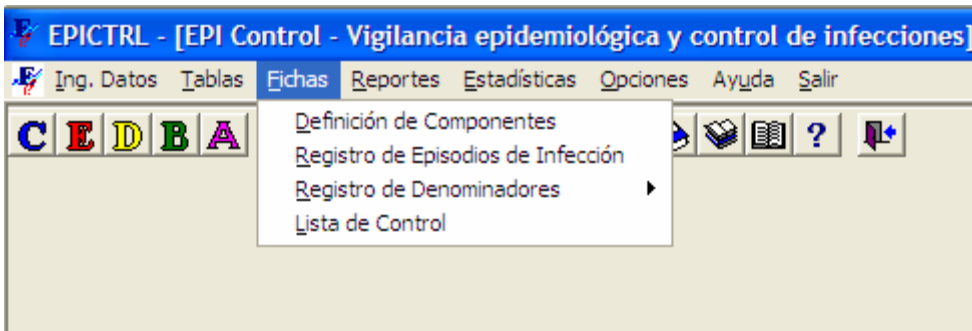 EPICTRL - [EPI Control - Vigilancia epidemiológica y control de infecciones]
Ing. Datos Tablas Fichas Reportes Estadísticas Opciones Ayuda Salir
C E D B A ?
Definición de Componentes
Registro de Episodios de Infección
Registro de Denominadores
Lista de Control